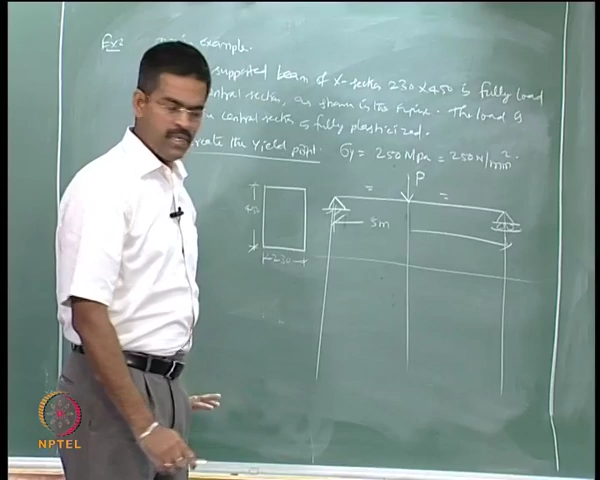 Ex: example.
supported beam of X-section 230 x 450 is fully load
central section, as shown in the figure. The load is
central section is fully plasticized.
the yield point. σy = 250 Mpa = 250 N/mm².
P
= =
450
5m
230
NPTEL